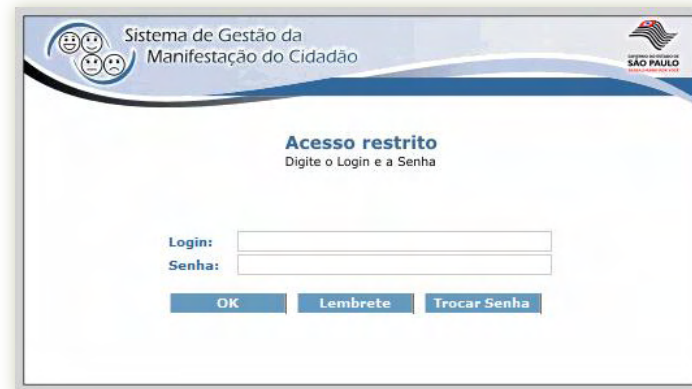 Sistema de Gestão da
Manifestação do Cidadão
SÃO PAULO
Acesso restrito
Digite o Login e a Senha
Login:
Senha:
OK Lembrete Trocar Senha